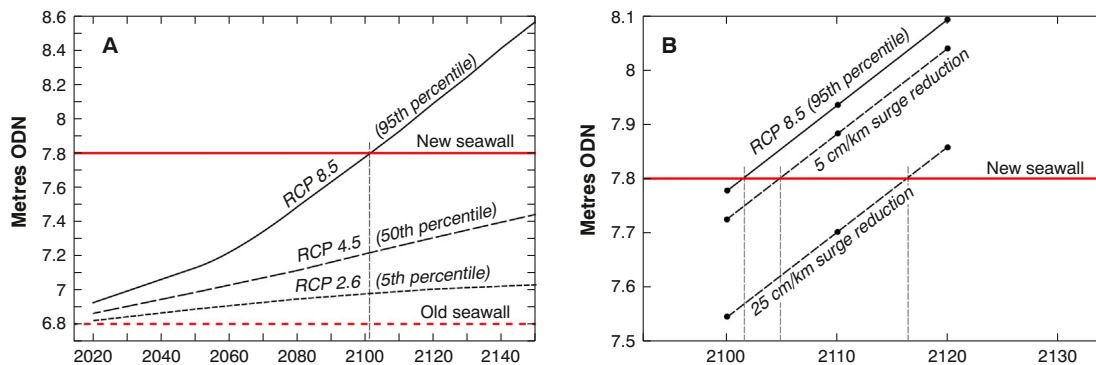 A
Metres ODN
8.6
8.4
8.2
8
7.8
7.6
7.4
7.2
7
6.8
2020 2040 2060 2080 2100 2120 2140
RCP 8.5 (95th percentile)
New seawall
RCP 4.5 (50th percentile)
RCP 2.6 (5th percentile)
Old seawall
B
Metres ODN
8.1
8
7.9
7.8
7.7
7.6
7.5
2100 2110 2120 2130
RCP 8.5 (95th percentile)
5 cm/km surge reduction
New seawall
25 cm/km surge reduction